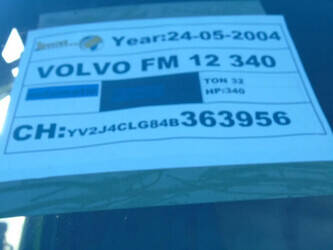 Year:24-05-2004
VOLVO FM 12 340
TON 32
HP:340
CH:YV2J4CLG84B363956